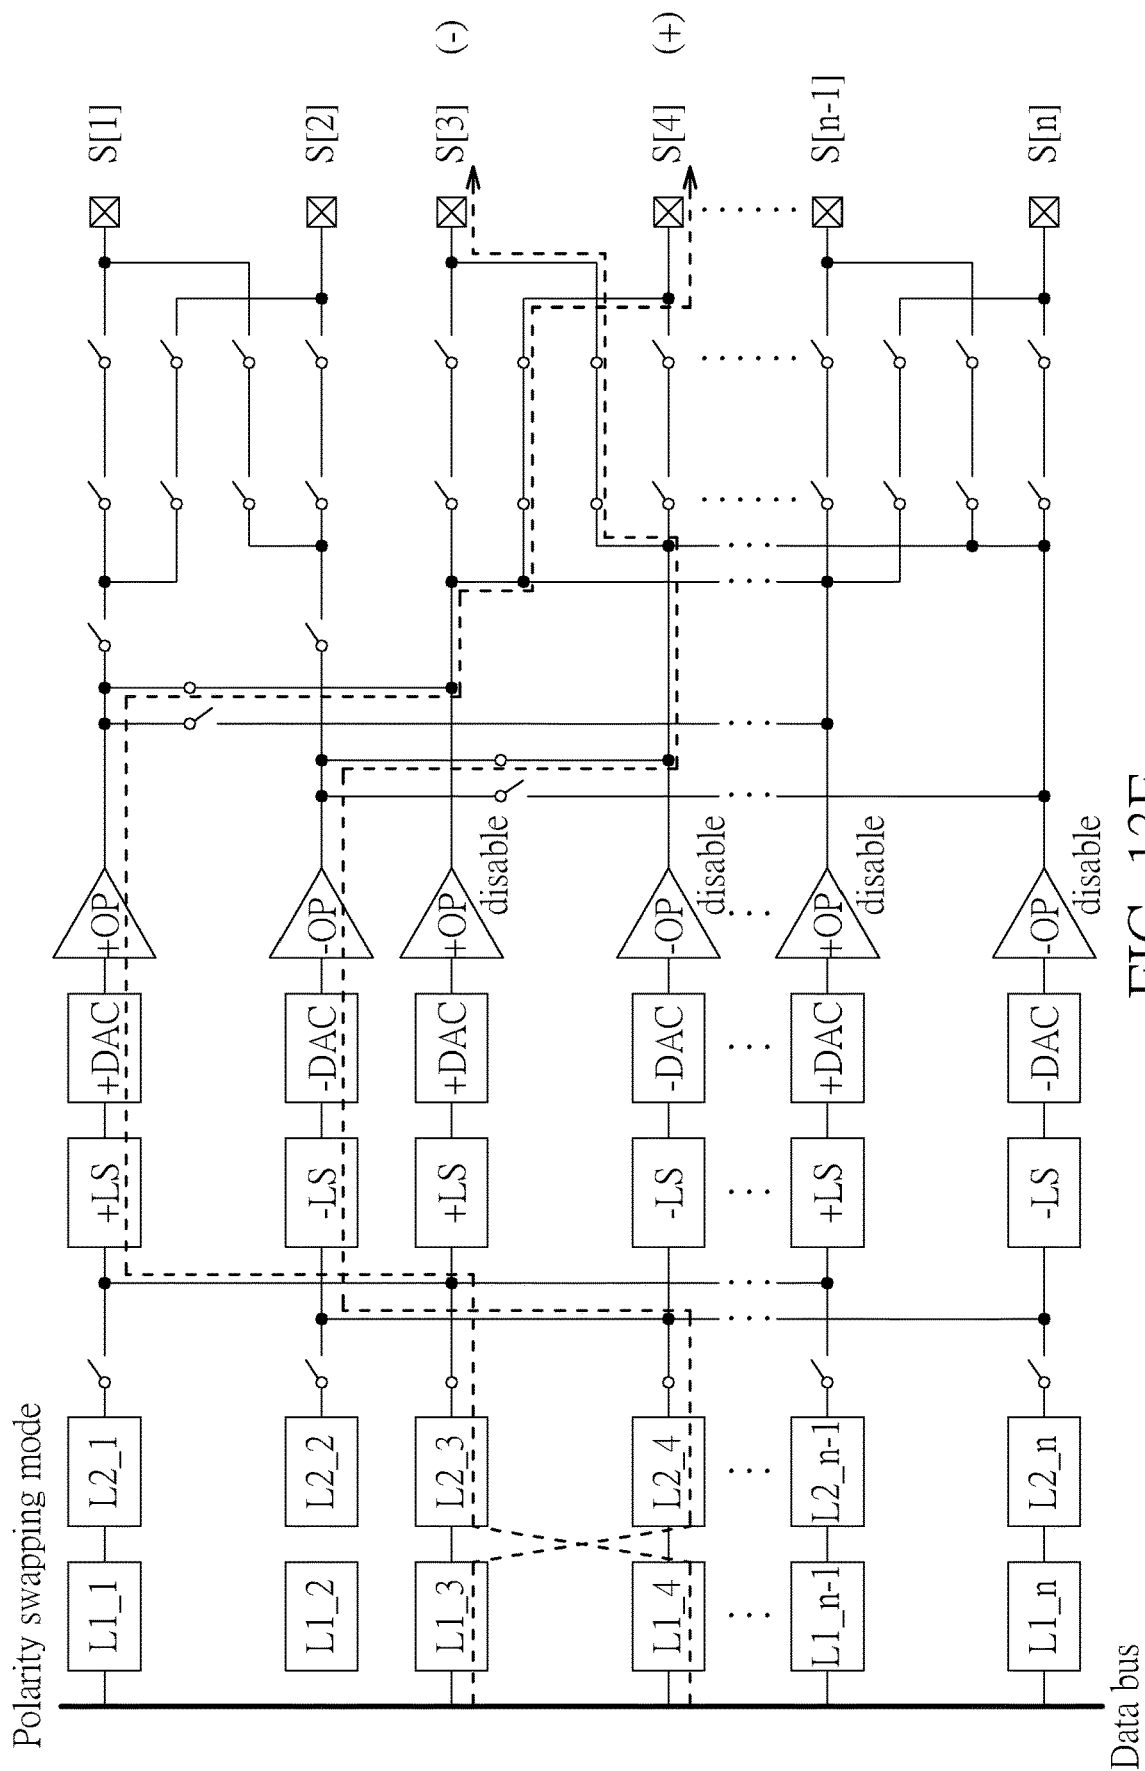 Polarity swapping mode
L1_1 L2_1 +LS +DAC +OP S[1]
L1_2 L2_2 -LS -DAC -OP S[2]
L1_3 L2_3 +LS +DAC +OP S[3] (-)
disable
L1_4 L2_4 -LS -DAC -OP S[4] (+)
disable
L1_n-1 L2_n-1 +LS +DAC +OP S[n-1]
disable
L1_n L2_n -LS -DAC -OP S[n]
disable
Data bus
FIG.